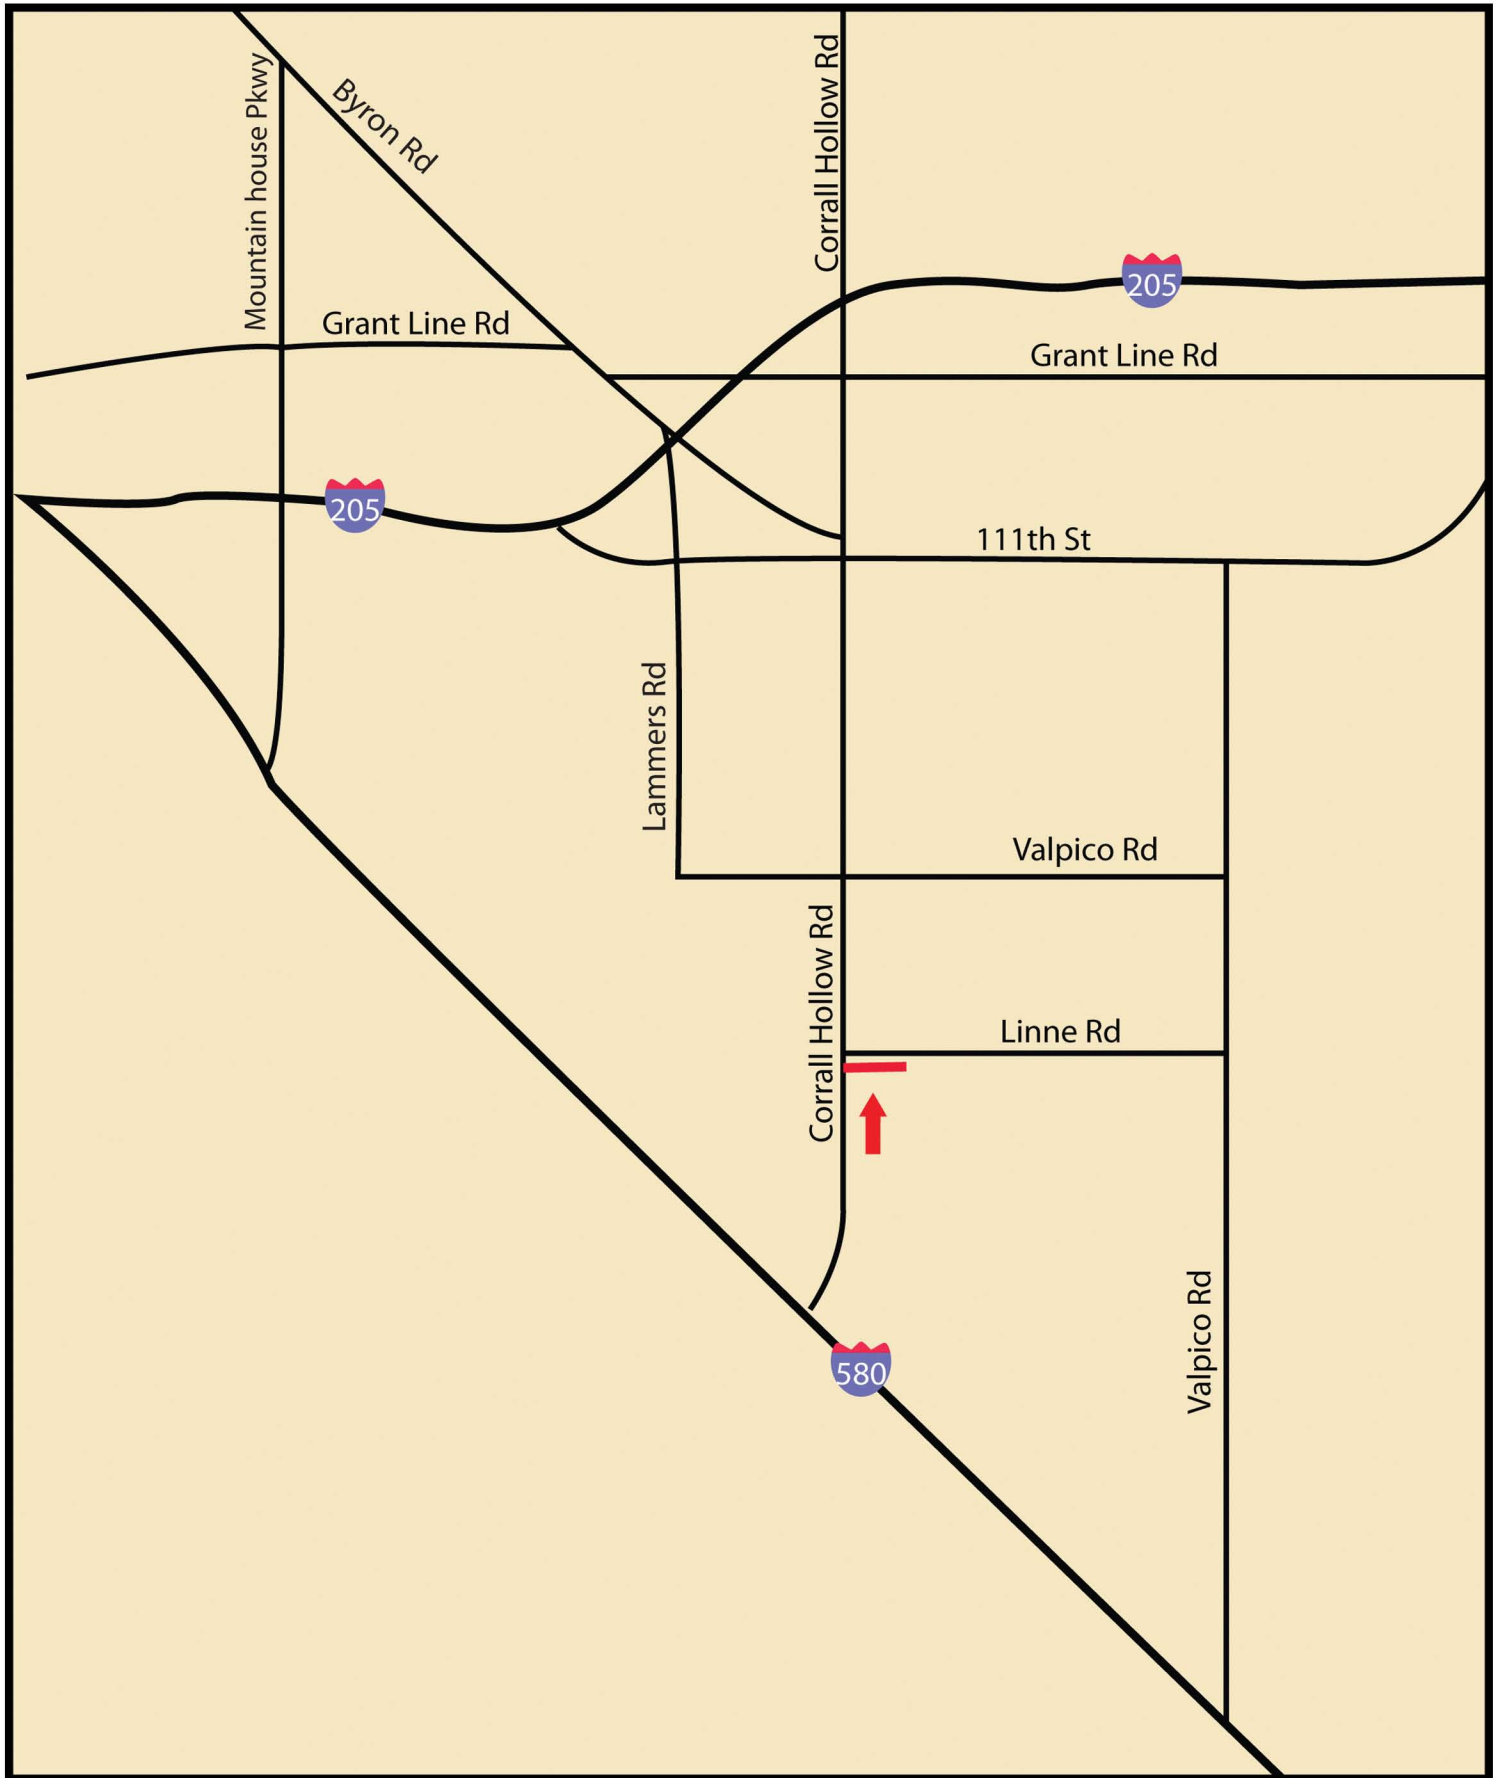 Corrall Hollow Rd
Mountain house Pkwy
Byron Rd
205
Grant Line Rd
Grant Line Rd
205
111th St
Lammers Rd
Valpico Rd
Corrall Hollow Rd
Linne Rd
Valpico Rd
580